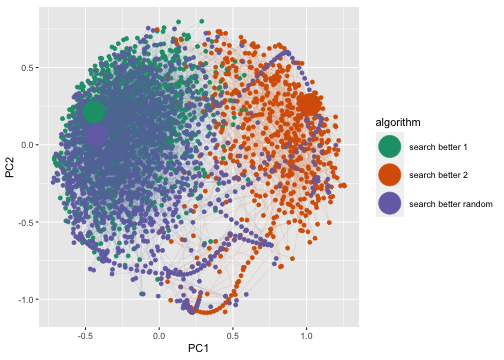 0.5
0.0
-0.5
-1.0
PC2
-0.5
0.0
0.5
1.0
PC1
algorithm
search better 1
search better 2
search better random